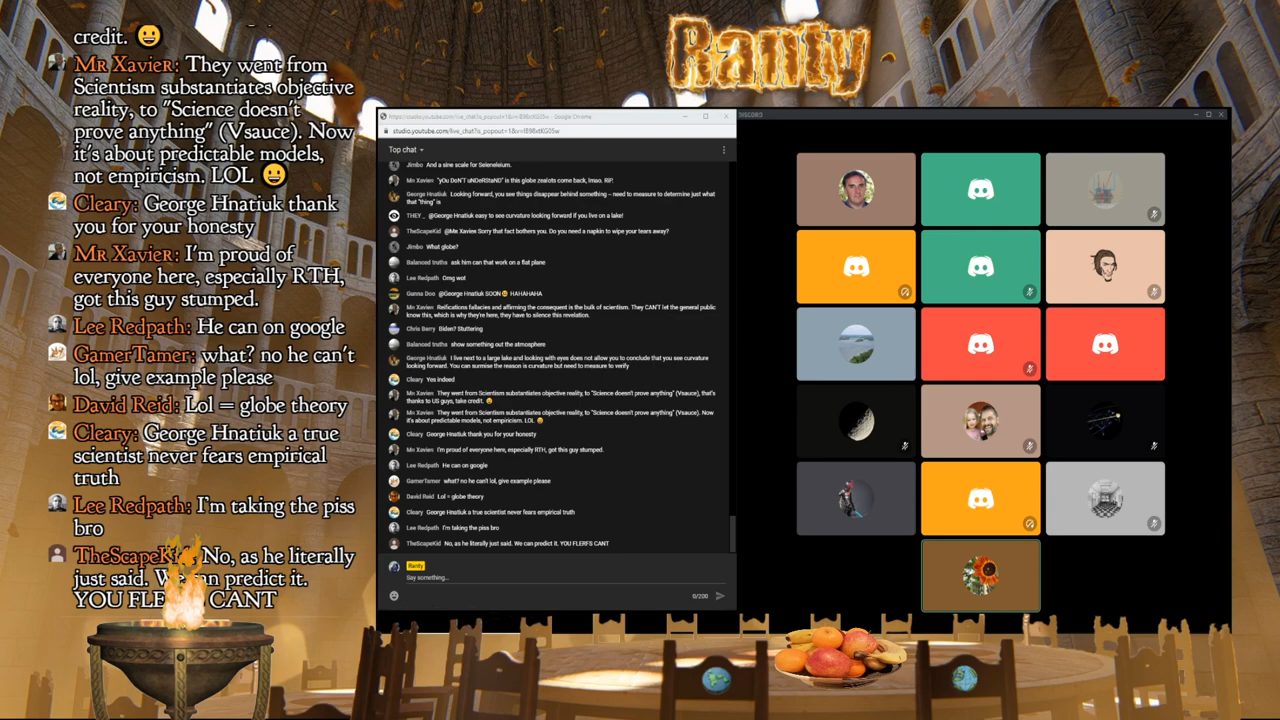 credit. 😀
Mr Xavier: They went from
Scientism substantiates objective
reality, to "Science doesn't
prove anything" (Vsauce). Now
it's about predictable models,
not empiricism. LOL 😀
Cleary: George Hnatiuk thank
you for your honesty
Mr Xavier: I'm proud of
everyone here, especially RTH,
got this guy stumped.
Lee Redpath: He can on google
GamerTamer: what? no he can't
lol, give example please
David Reid: Lol = globe theory
Cleary: George Hnatiuk a true
scientist never fears empirical
truth
Lee Redpath: I'm taking the piss
bro
TheScapeKid: No, as he literally
just said. We can predict it.
YOU FLERFS CANT
Ranty
Google Chrome
studio.youtube.com/live_chat?is_popout=1&v=
Top chat
Jimbo And a sine scale for Seleneleium.
Mr Xavier "yOu DoN'T uNDeRStaND" is this globe zealots come back, lmao. RIP.
George Hnatiuk Looking forward, you see things disappear behind something – need to measure to determine just what
that "thing" is
THEY _ @George Hnatiuk easy to see curvature looking forward if you live on a lake!
TheScapeKid @Mr Xavier Sorry that fact bothers you. Do you need a napkin to wipe your tears away?
Jimbo What globe?
Balanced truths ask him can that work on a flat plane
Lee Redpath Omg wot
Gunna Doo @George Hnatiuk SOON HAHAHAHA
Mr Xavier Reifications fallacies and affirming the consequent is the bulk of scientism. They CAN'T let the general public
know this, which is why they're here, they have to silence this revelation.
Chris Berry Biden? Stuttering
Balanced truths show something out the atmosphere
George Hnatiuk I live next to a large lake and looking with eyes does not allow you to conclude that you see curvature
looking forward. You can surmise the reason is curvature but need to measure to verify
Cleary Yes indeed
Mr Xavier They went from Scientism substantiates objective reality, to "Science doesn't prove anything" (Vsauce), that's
thanks to US guys, take credit. 😀
Mr Xavier They went from Scientism substantiates objective reality, to "Science doesn't prove anything" (Vsauce). Now
it's about predictable models, not empiricism. LOL 😀
Cleary George Hnatiuk thank you for your honesty
Mr Xavier I'm proud of everyone here, especially RTH, got this guy stumped.
Lee Redpath He can on google
GamerTamer what? no he can't lol, give example please
David Reid Lol = globe theory
Cleary George Hnatiuk a true scientist never fears empirical truth
Lee Redpath I'm taking the piss bro
TheScapeKid No, as he literally just said. We can predict it. YOU FLERFS CANT
Ranty
Say something...
0/200
DISCORD